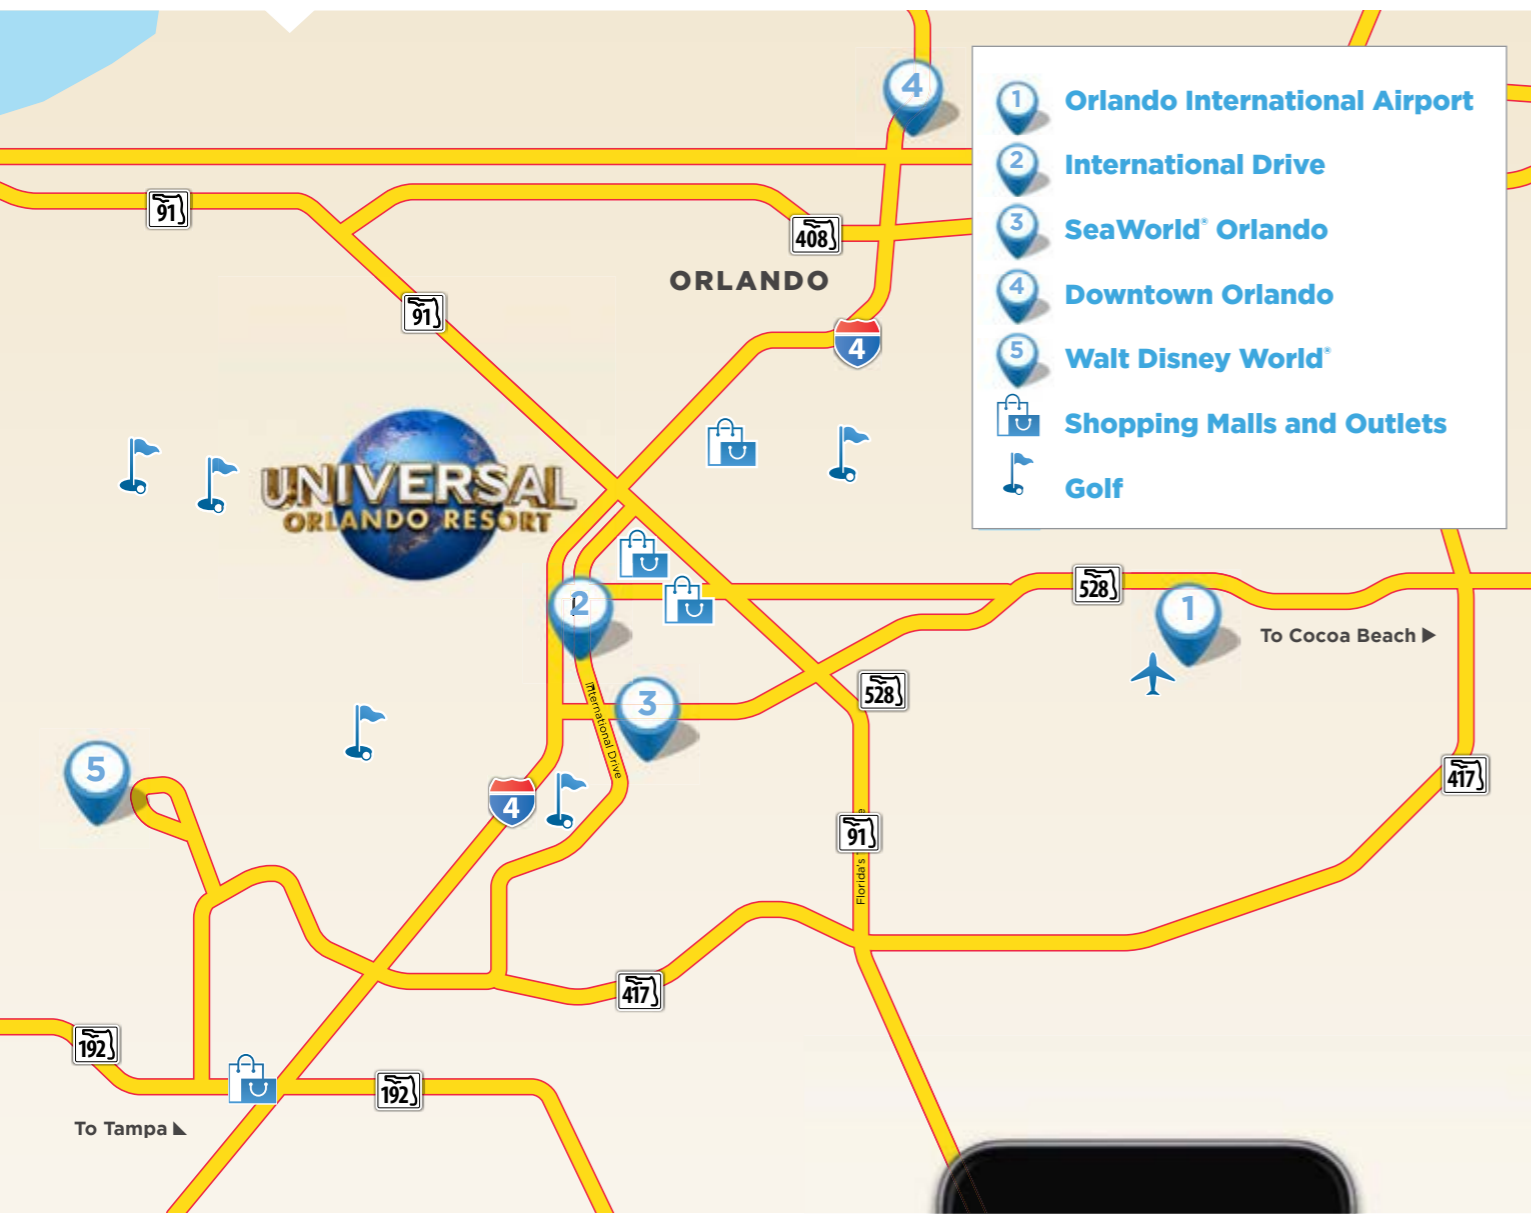 4
1 Orlando International Airport
2 International Drive
3 SeaWorld® Orlando
4 Downtown Orlando
5 Walt Disney World®
Shopping Malls and Outlets
Golf
91
408
ORLANDO
91
4
UNIVERSAL
ORLANDO RESORT
528
2
1
To Cocoa Beach
International Drive
528
3
5
4
417
91
Florida's
417
192
192
To Tampa